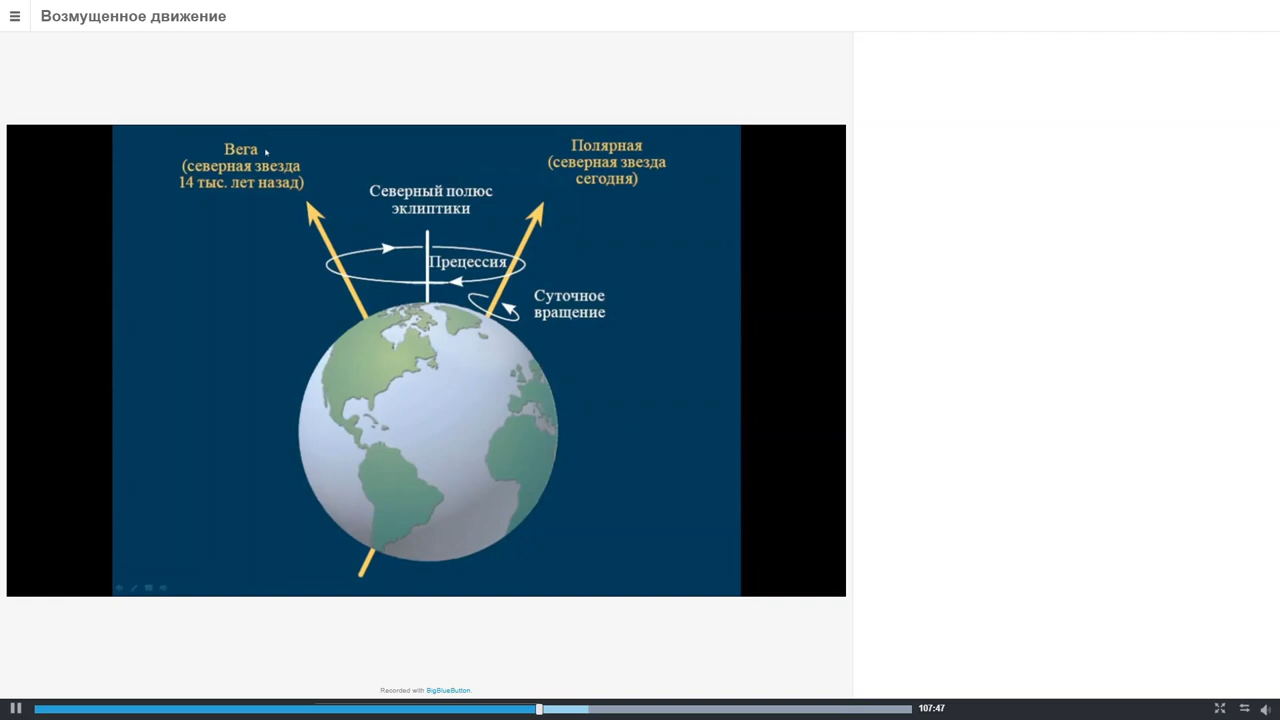 Возмущенное движение
Вега
(северная звезда
14 тыс. лет назад)
Полярная
(северная звезда
сегодня)
Северный полюс
эклиптики
Прецессия
Суточное
вращение
Recorded with BigBlueButton.
107:47